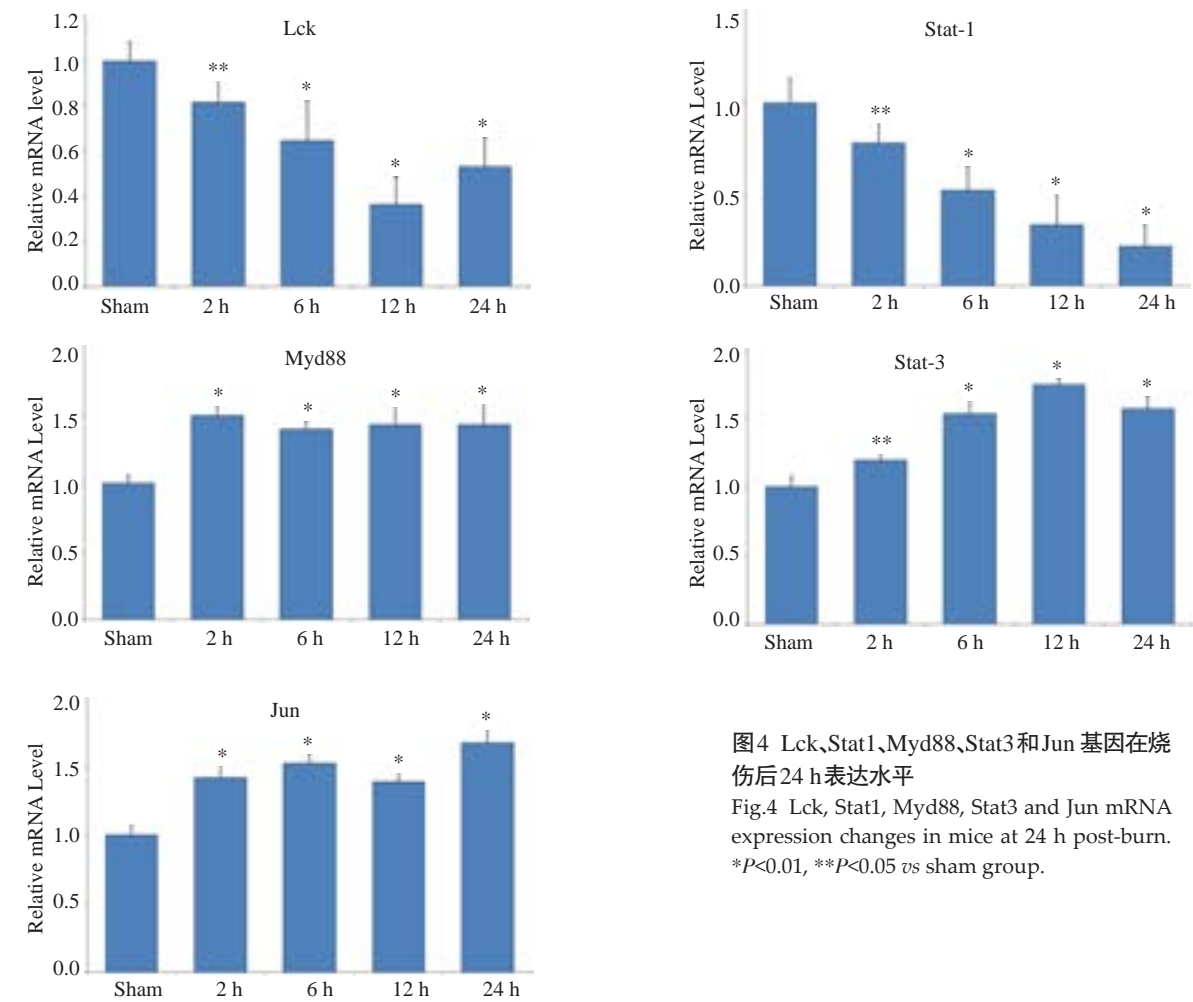 Lck
Relative mRNA level
1.2
1.0
0.8
0.6
0.4
0.2
0.0
**
*
*
*
Sham 2 h 6 h 12 h 24 h
Stat-1
Relative mRNA Level
1.5
1.0
0.5
0.0
**
*
*
*
Sham 2 h 6 h 12 h 24 h
Myd88
Relative mRNA Level
2.0
1.5
1.0
0.5
0.0
*
*
*
*
Sham 2 h 6 h 12 h 24 h
Stat-3
Relative mRNA Level
2.0
1.5
1.0
0.5
0.0
**
*
*
*
Sham 2 h 6 h 12 h 24 h
Jun
Relative mRNA Level
2.0
1.5
1.0
0.5
0.0
*
*
*
*
Sham 2 h 6 h 12 h 24 h
图4 Lck、Stat1、Myd88、Stat3和Jun 基因在烧
伤后24 h表达水平
Fig.4 Lck, Stat1, Myd88, Stat3 and Jun mRNA
expression changes in mice at 24 h post-burn.
*P<0.01, **P<0.05 vs sham group.